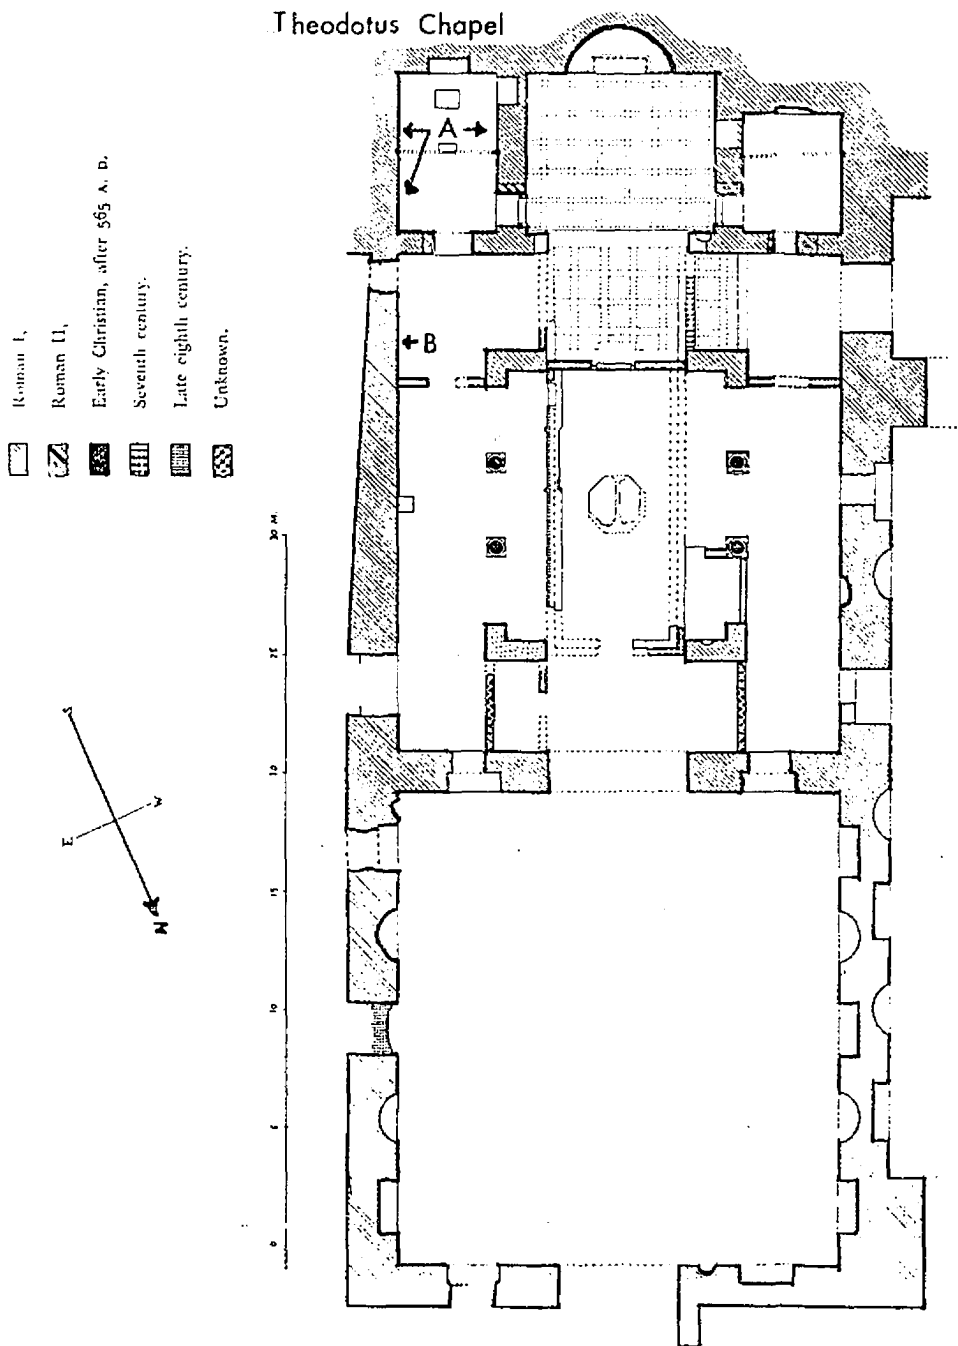 Theodotus Chapel
A
B
Roman I,
Roman II,
Early Christian, after 565 A. D.
Seventh century.
Late eighth century.
Unknown.
30 M.
25
20
15
10
5
0
S
E
W
N